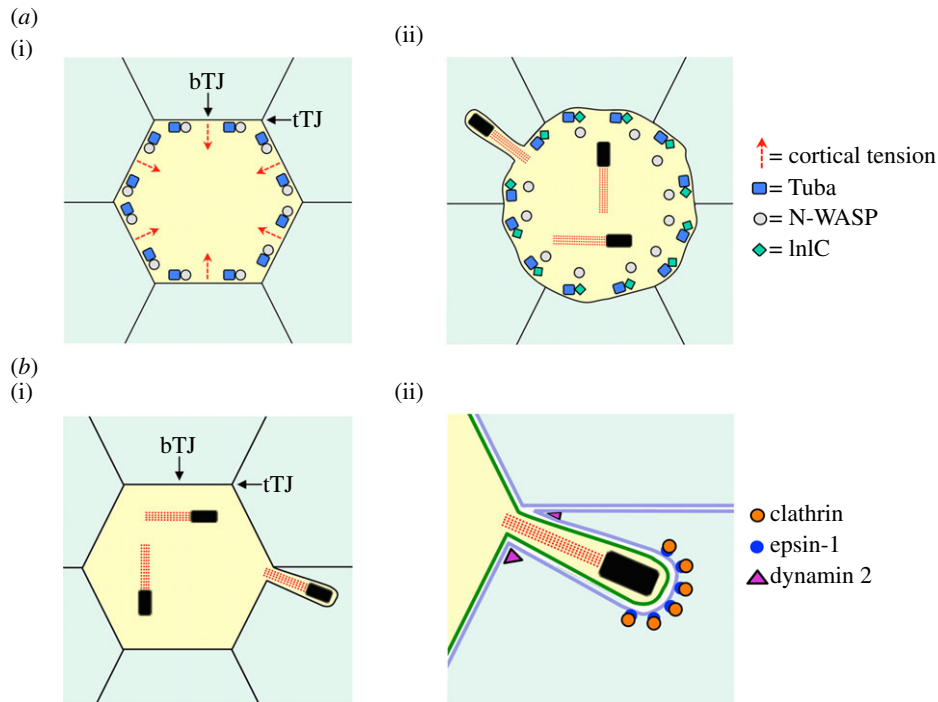 (a)
(i)
(ii)
bTJ
tTJ
= cortical tension
= Tuba
= N-WASP
= lnlC
(b)
(i)
(ii)
bTJ
tTJ
clathrin
epsin-1
dynamin 2